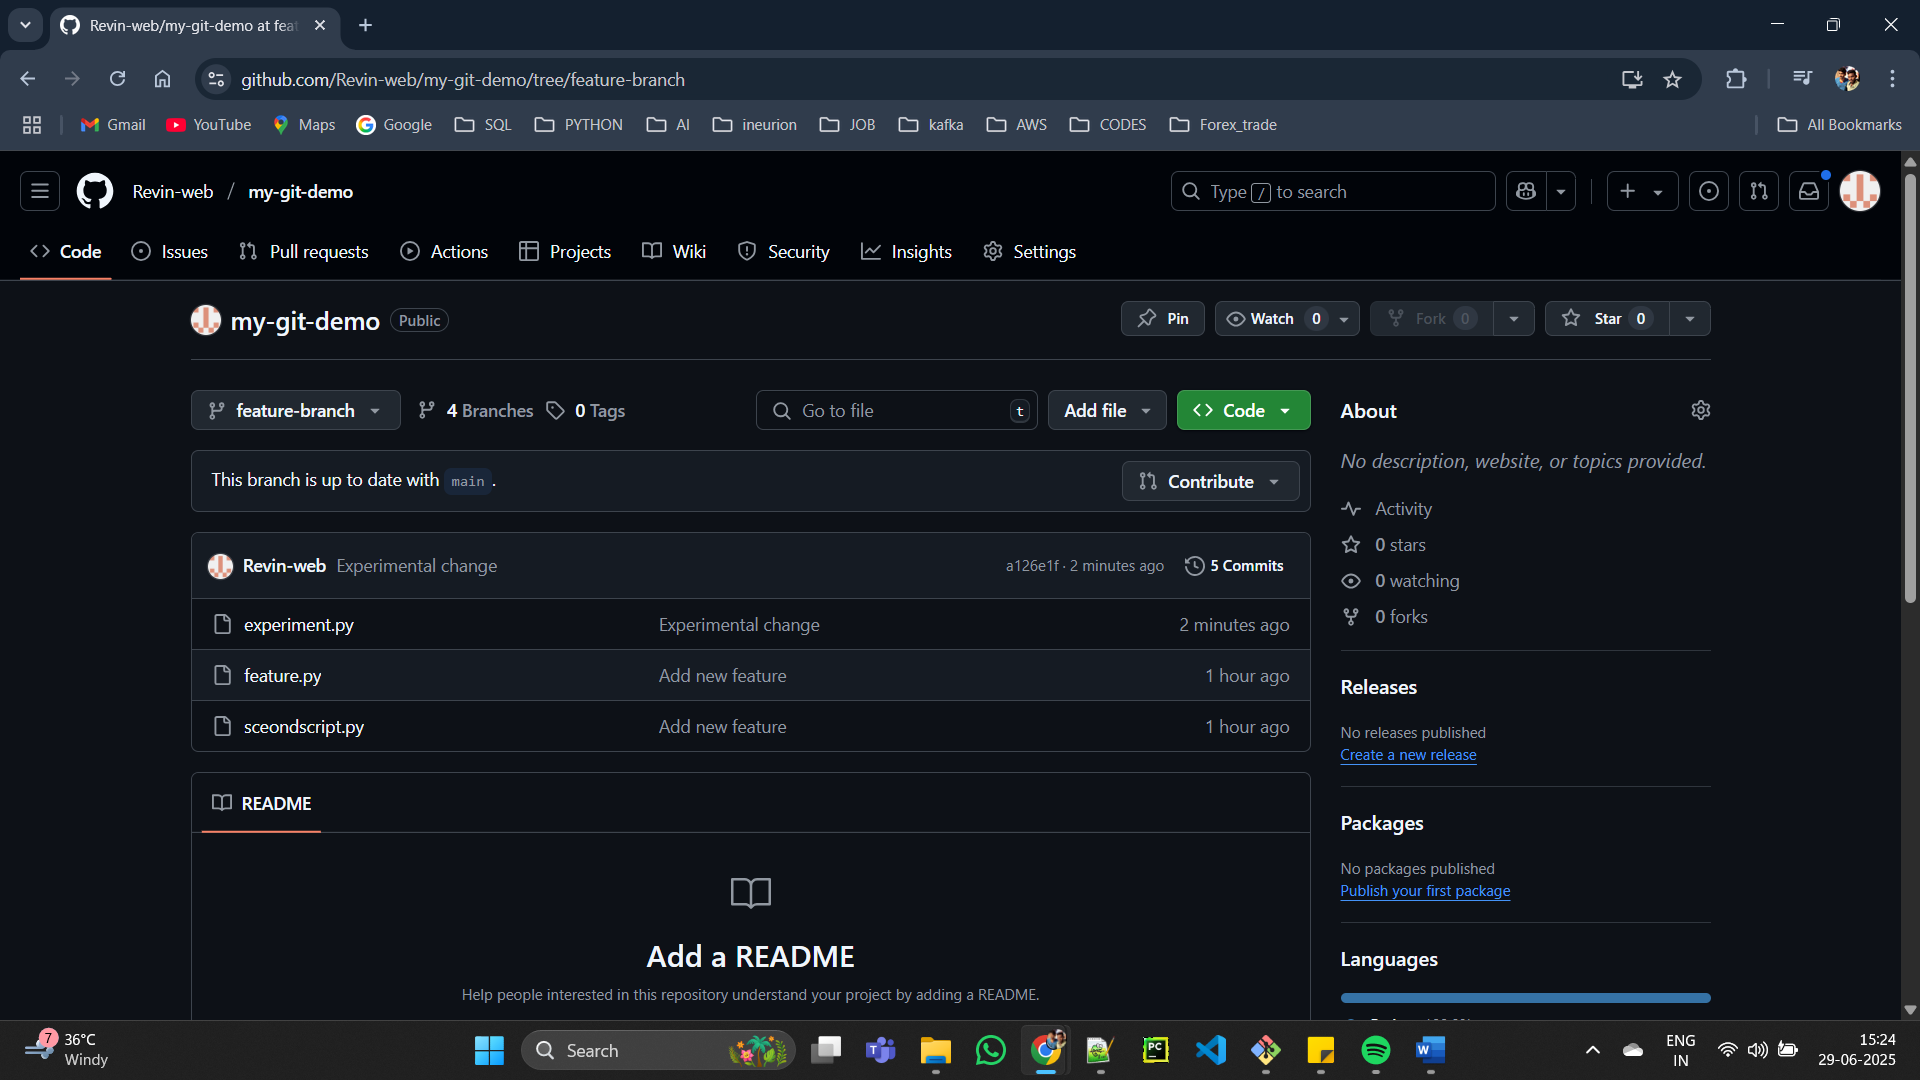 Revin-web/my-git-demo at feat
github.com/Revin-web/my-git-demo/tree/feature-branch
Gmail YouTube Maps Google SQL PYTHON AI ineurion JOB kafka AWS CODES Forex_trade All Bookmarks
Revin-web / my-git-demo Type / to search
Code Issues Pull requests Actions Projects Wiki Security Insights Settings
my-git-demo Public Pin Watch 0 Fork 0 Star 0
feature-branch 4 Branches 0 Tags Go to file t Add file Code
This branch is up to date with main .
Contribute
Revin-web Experimental change a126e1f · 2 minutes ago 5 Commits
experiment.py Experimental change 2 minutes ago
feature.py Add new feature 1 hour ago
sceondscript.py Add new feature 1 hour ago
README
Add a README
Help people interested in this repository understand your project by adding a README.
About
No description, website, or topics provided.
Activity
0 stars
0 watching
0 forks
Releases
No releases published
Create a new release
Packages
No packages published
Publish your first package
Languages
7
36°C
Windy
Search
PC
W
ENG
IN
15:24
29-06-2025